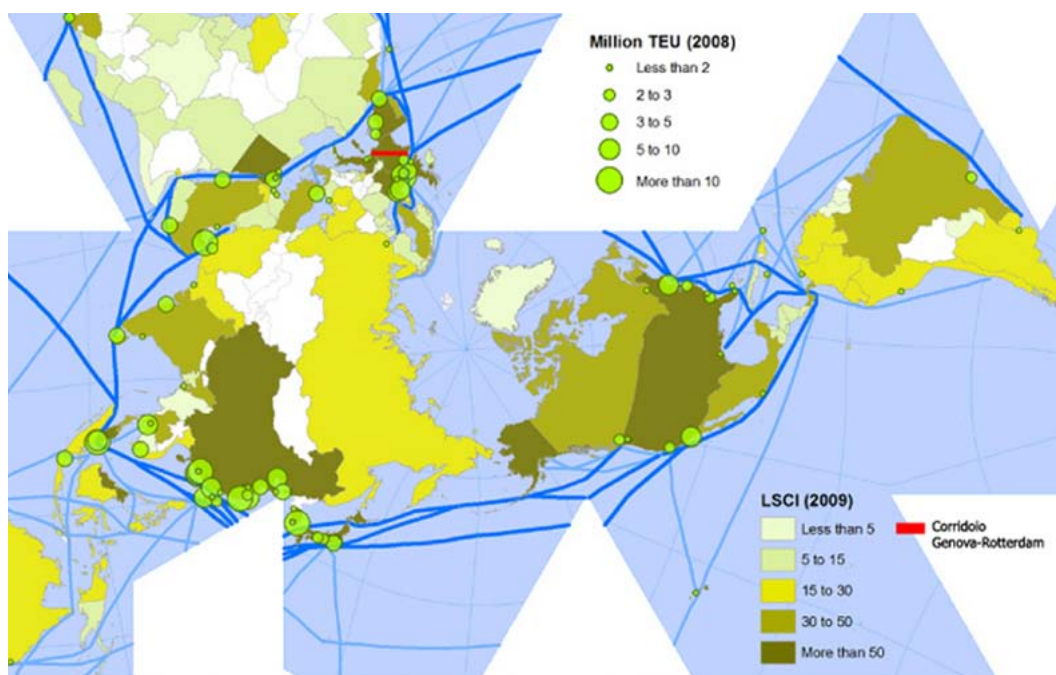 Million TEU (2008)
Less than 2
2 to 3
3 to 5
5 to 10
More than 10
LSCI (2009)
Less than 5
5 to 15
15 to 30
30 to 50
More than 50
Corridoio
Genova-Rotterdam